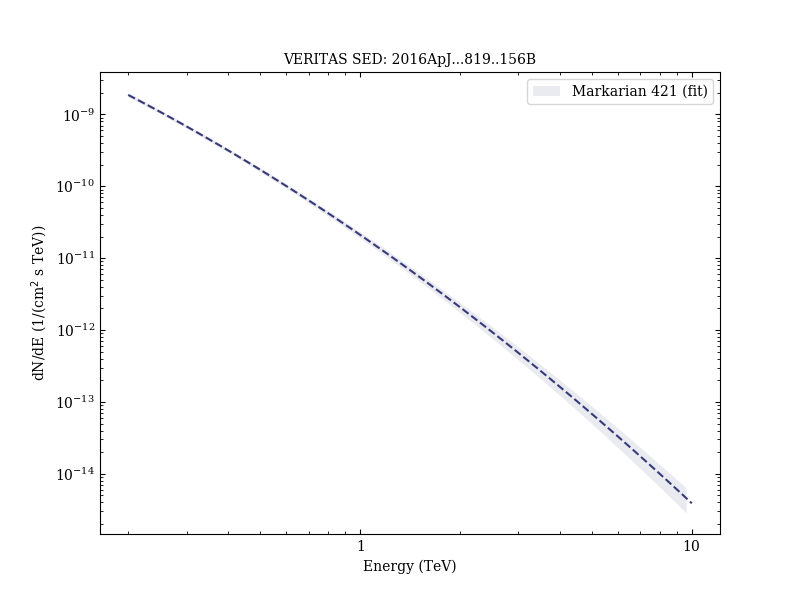 VERITAS SED: 2016ApJ...819..156B
Markarian 421 (fit)
dN/dE (1/(cm² s TeV))
10⁻⁹
10⁻¹⁰
10⁻¹¹
10⁻¹²
10⁻¹³
10⁻¹⁴
1
10
Energy (TeV)